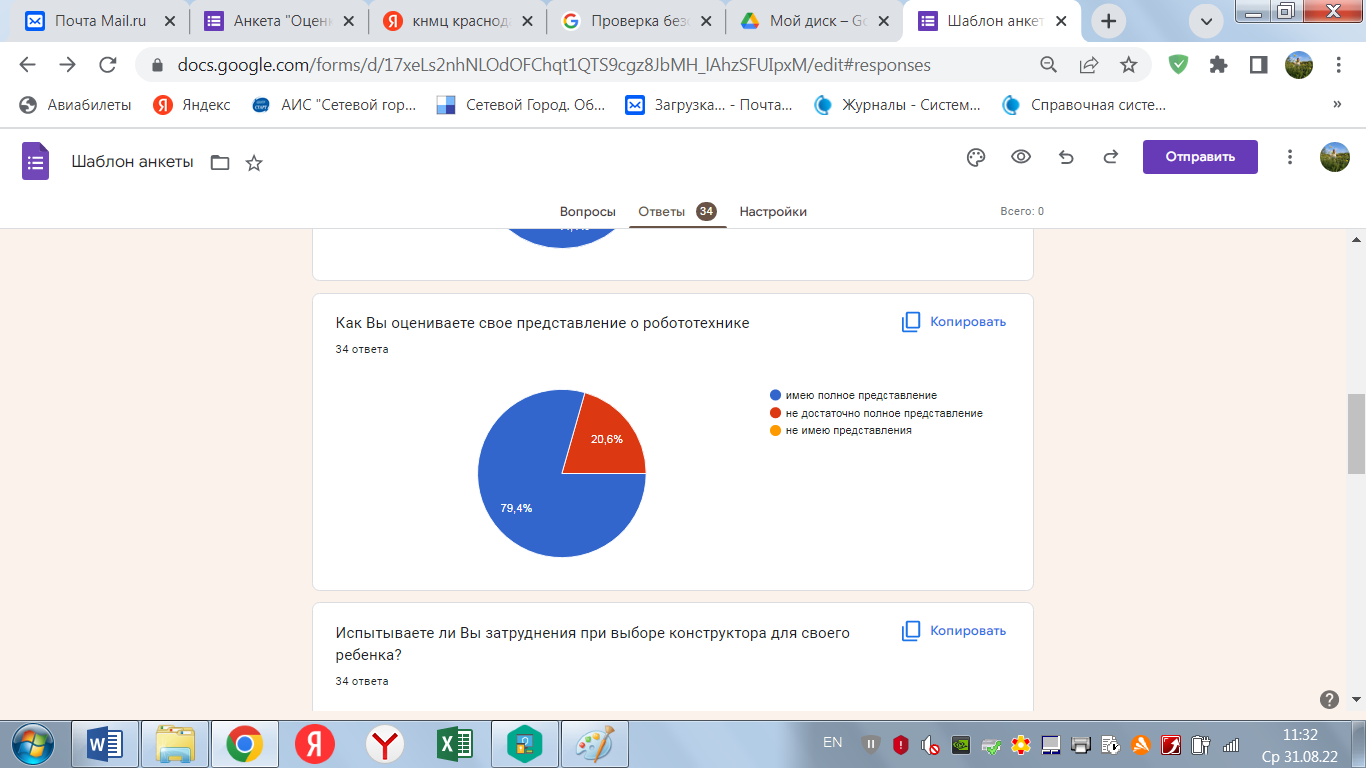 Почта Mail.ru
Анкета "Оцен
кнмц краснод
Проверка без
Мой диск – Go
Шаблон анкет
docs.google.com/forms/d/17xeLs2nhNLOdOFChqt1QTS9cgz8JbMH_lAhzSFUIpxM/edit#responses
Авиабилеты
Яндекс
АИС "Сетевой гор...
Сетевой Город. Об...
Загрузка... - Почта...
Журналы - Систем...
Справочная систе...
»
Шаблон анкеты
Отправить
Вопросы
Ответы 34
Настройки
Всего: 0
Как Вы оцениваете свое представление о робототехнике
Копировать
34 ответа
имею полное представление
не достаточно полное представление
не имею представления
20,6%
79,4%
Испытываете ли Вы затруднения при выборе конструктора для своего
ребенка?
Копировать
34 ответа
EN
11:32
Ср 31.08.22